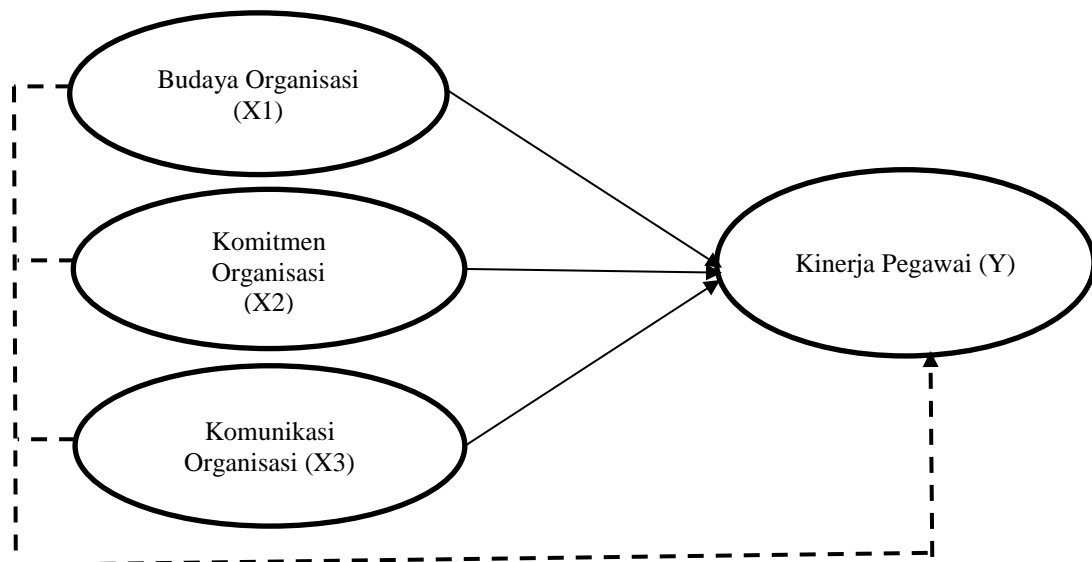 Budaya Organisasi
(X1)
Komitmen
Organisasi
(X2)
Komunikasi
Organisasi (X3)
Kinerja Pegawai (Y)